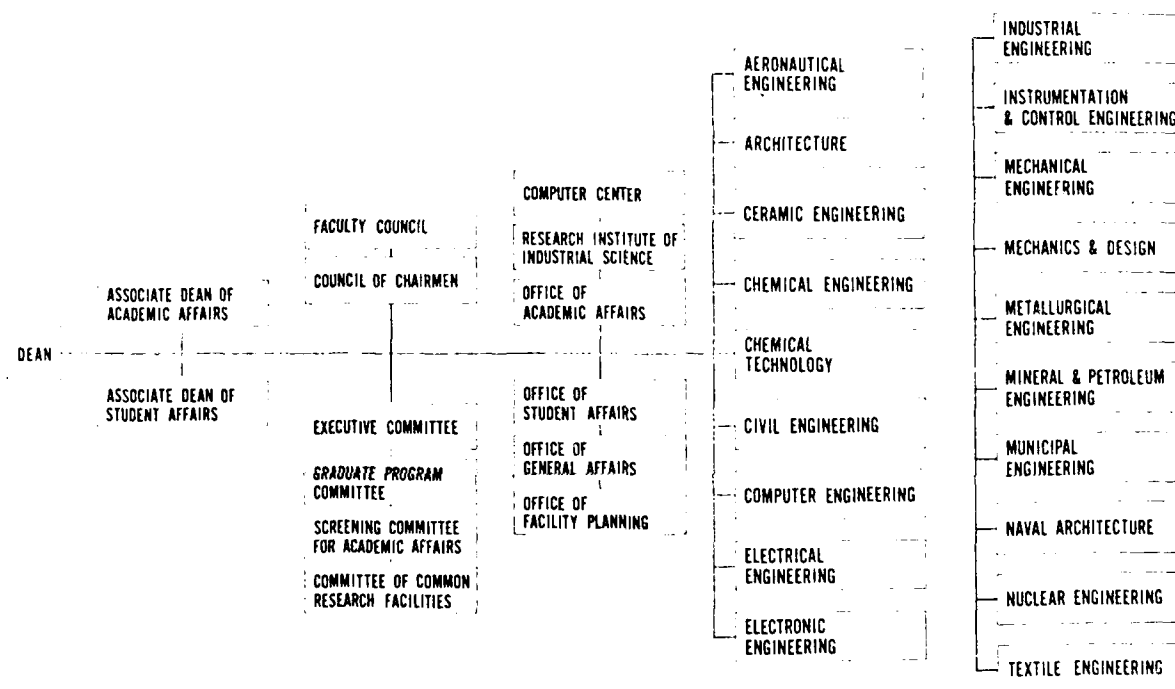 DEAN
ASSOCIATE DEAN OF
ACADEMIC AFFAIRS
ASSOCIATE DEAN OF
STUDENT AFFAIRS
FACULTY COUNCIL
COUNCIL OF CHAIRMEN
EXECUTIVE COMMITTEE
GRADUATE PROGRAM
COMMITTEE
SCREENING COMMITTEE
FOR ACADEMIC AFFAIRS
COMMITTEE OF COMMON
RESEARCH FACILITIES
COMPUTER CENTER
RESEARCH INSTITUTE OF
INDUSTRIAL SCIENCE
OFFICE OF
ACADEMIC AFFAIRS
OFFICE OF
STUDENT AFFAIRS
OFFICE OF
GENERAL AFFAIRS
OFFICE OF
FACILITY PLANNING
AERONAUTICAL
ENGINEERING
ARCHITECTURE
CERAMIC ENGINEERING
CHEMICAL ENGINEERING
CHEMICAL
TECHNOLOGY
CIVIL ENGINEERING
COMPUTER ENGINEERING
ELECTRICAL
ENGINEERING
ELECTRONIC
ENGINEERING
INDUSTRIAL
ENGINEERING
INSTRUMENTATION
& CONTROL ENGINEERING
MECHANICAL
ENGINEERING
MECHANICS & DESIGN
METALLURGICAL
ENGINEERING
MINERAL & PETROLEUM
ENGINEERING
MUNICIPAL
ENGINEERING
NAVAL ARCHITECTURE
NUCLEAR ENGINEERING
TEXTILE ENGINEERING